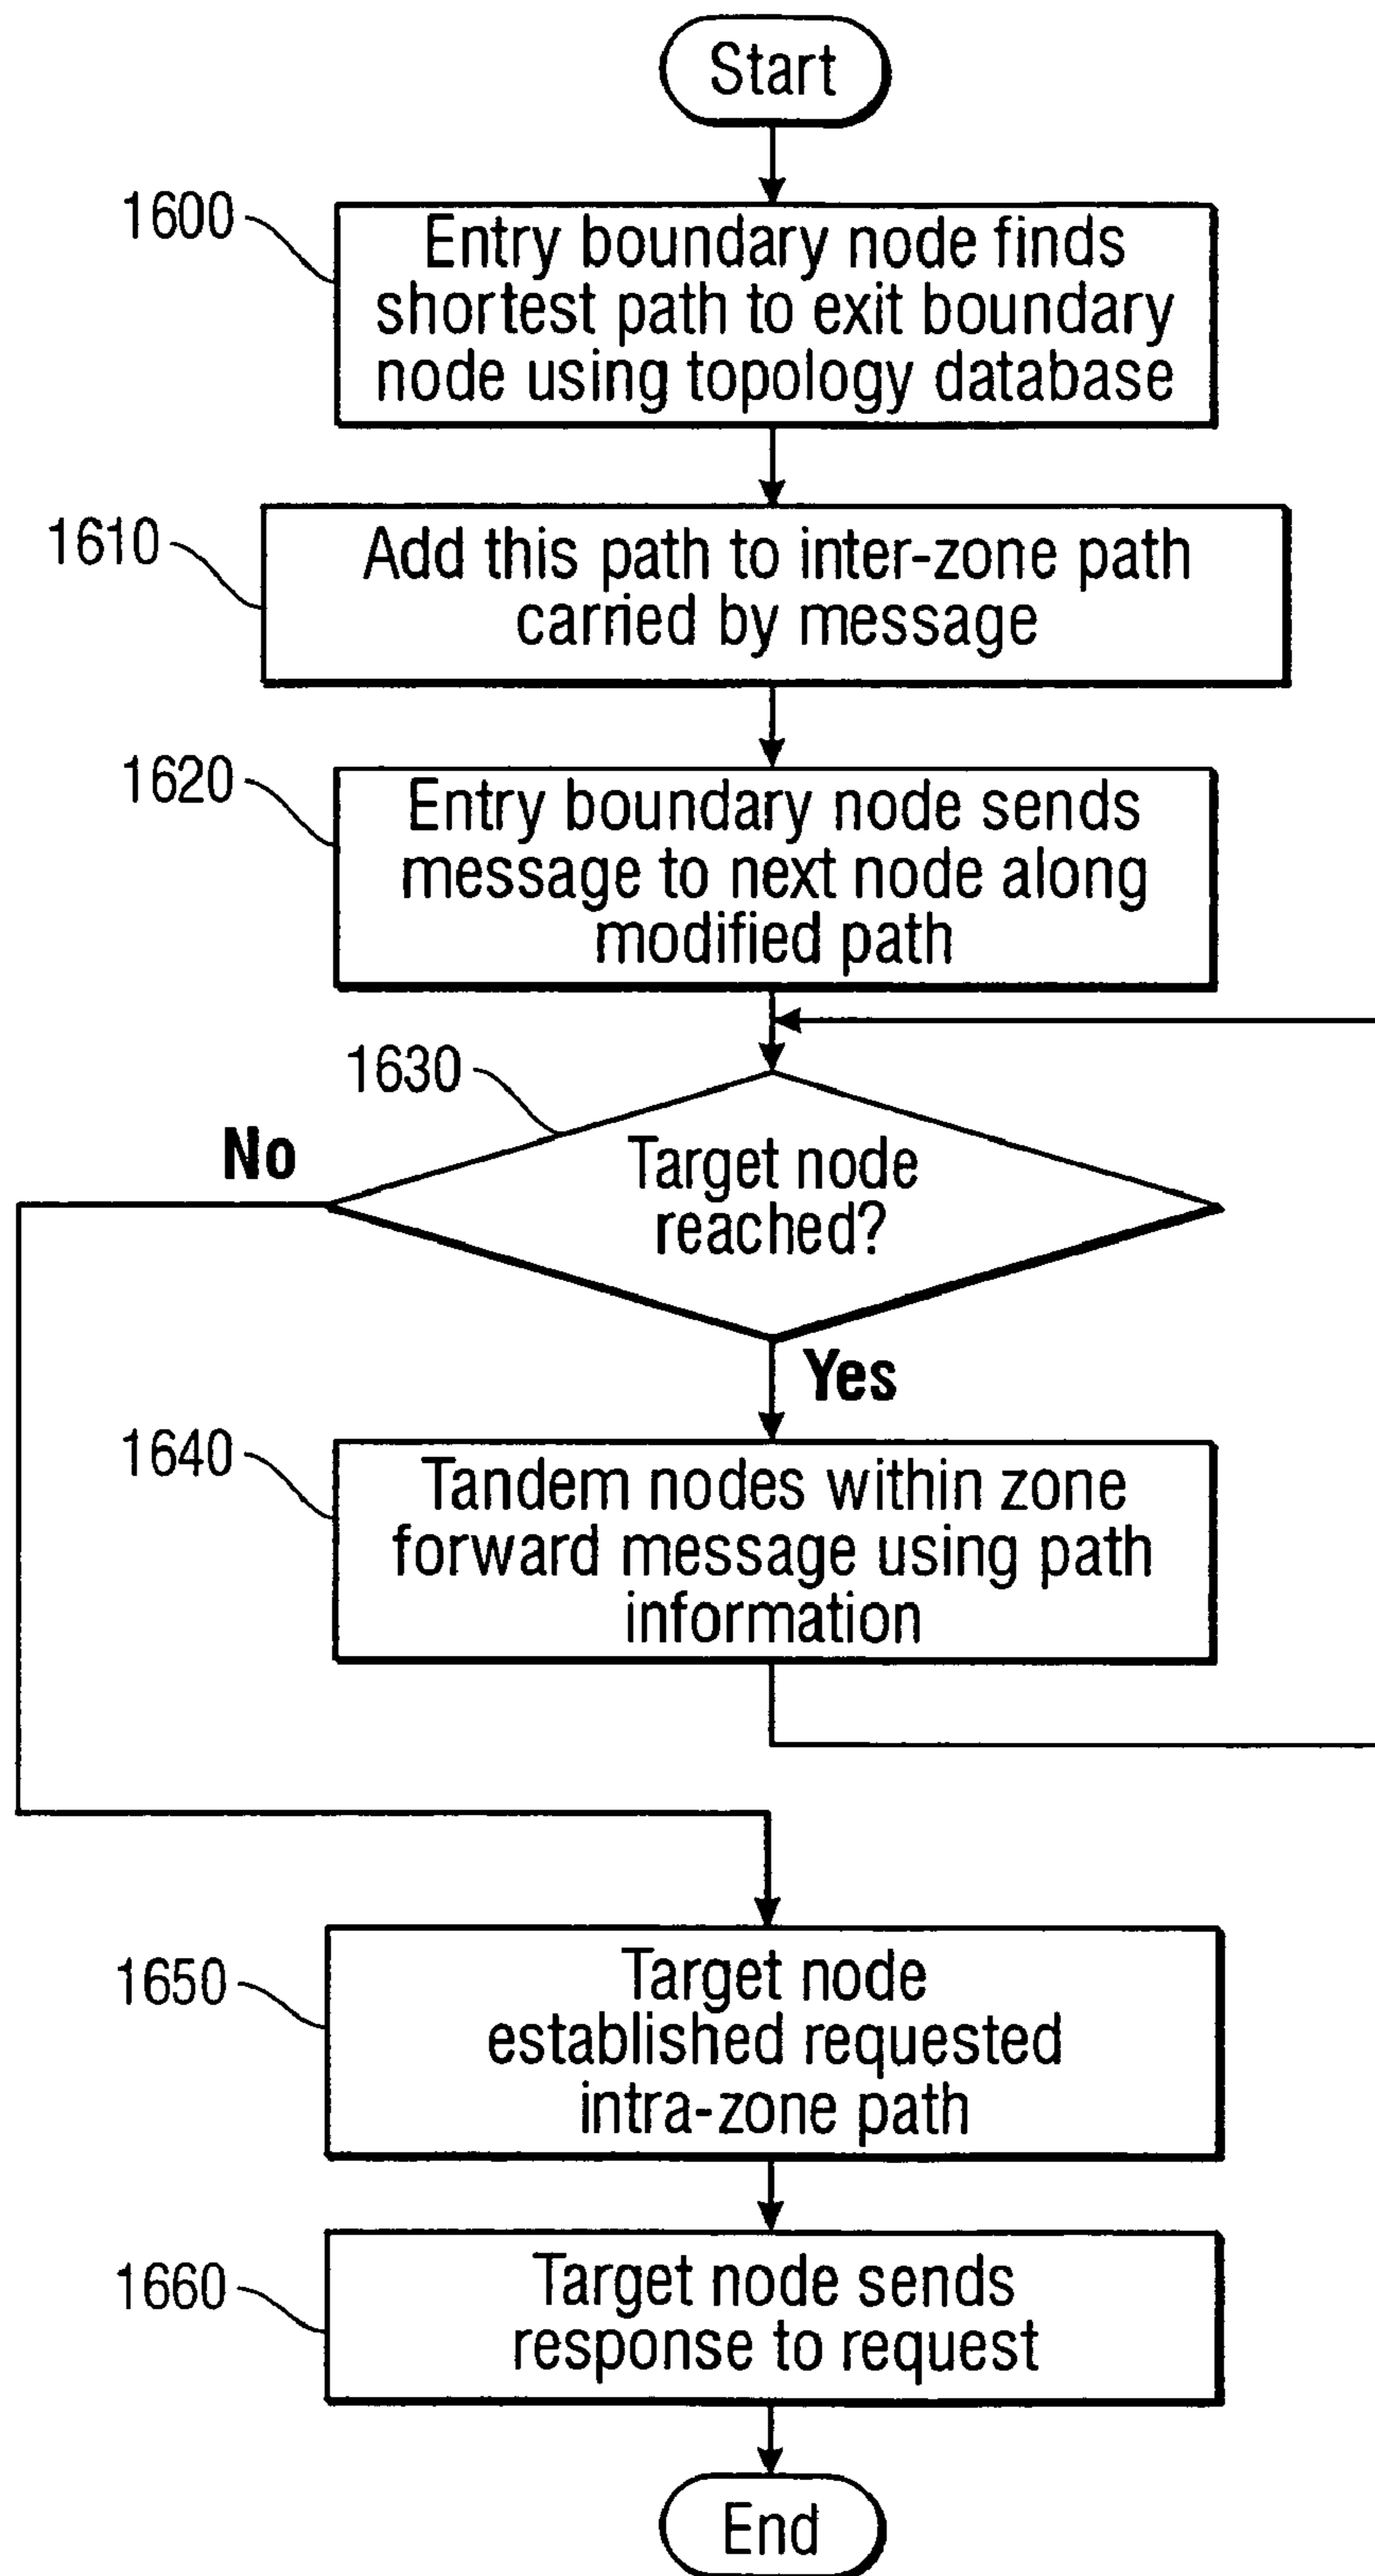 Start
1600
Entry boundary node finds
shortest path to exit boundary
node using topology database
1610
Add this path to inter-zone path
carried by message
1620
Entry boundary node sends
message to next node along
modified path
1630
No
Target node
reached?
Yes
1640
Tandem nodes within zone
forward message using path
information
1650
Target node
established requested
intra-zone path
1660
Target node sends
response to request
End